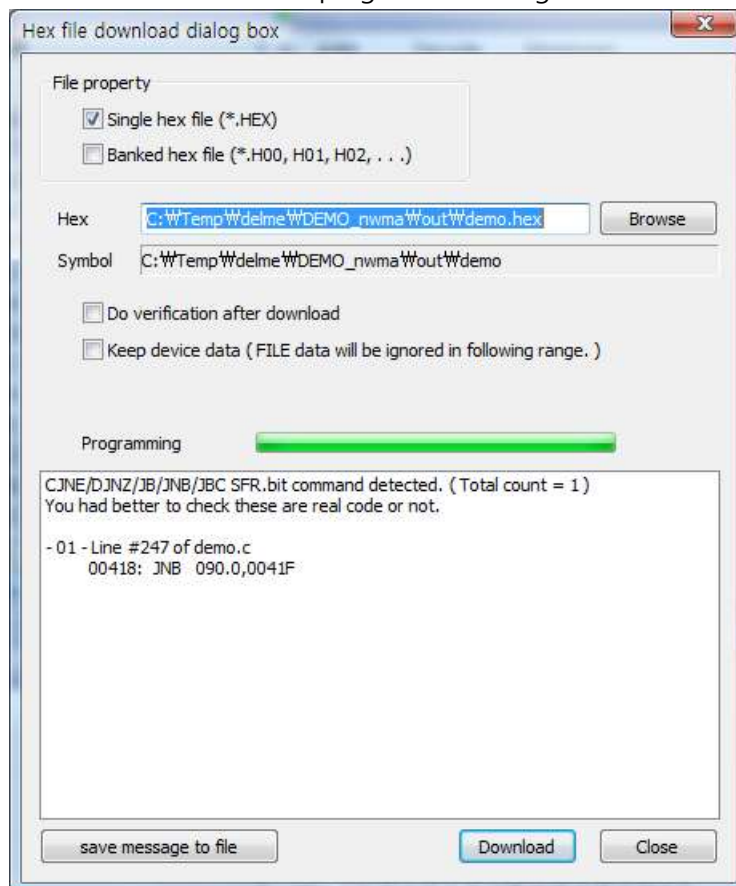 Hex file download dialog box
File property
Single hex file (*.HEX)
Banked hex file (*.H00, H01, H02, . . .)
Hex
C:₩Temp₩delme₩DEMO_nwma₩out₩demo.hex
Browse
Symbol
C:₩Temp₩delme₩DEMO_nwma₩out₩demo
Do verification after download
Keep device data ( FILE data will be ignored in following range. )
Programming
CJNE/DJNZ/JB/JNB/JBC SFR.bit command detected. ( Total count = 1 )
You had better to check these are real code or not.
- 01 - Line #247 of demo.c
00418: JNB 090.0,0041F
save message to file
Download
Close